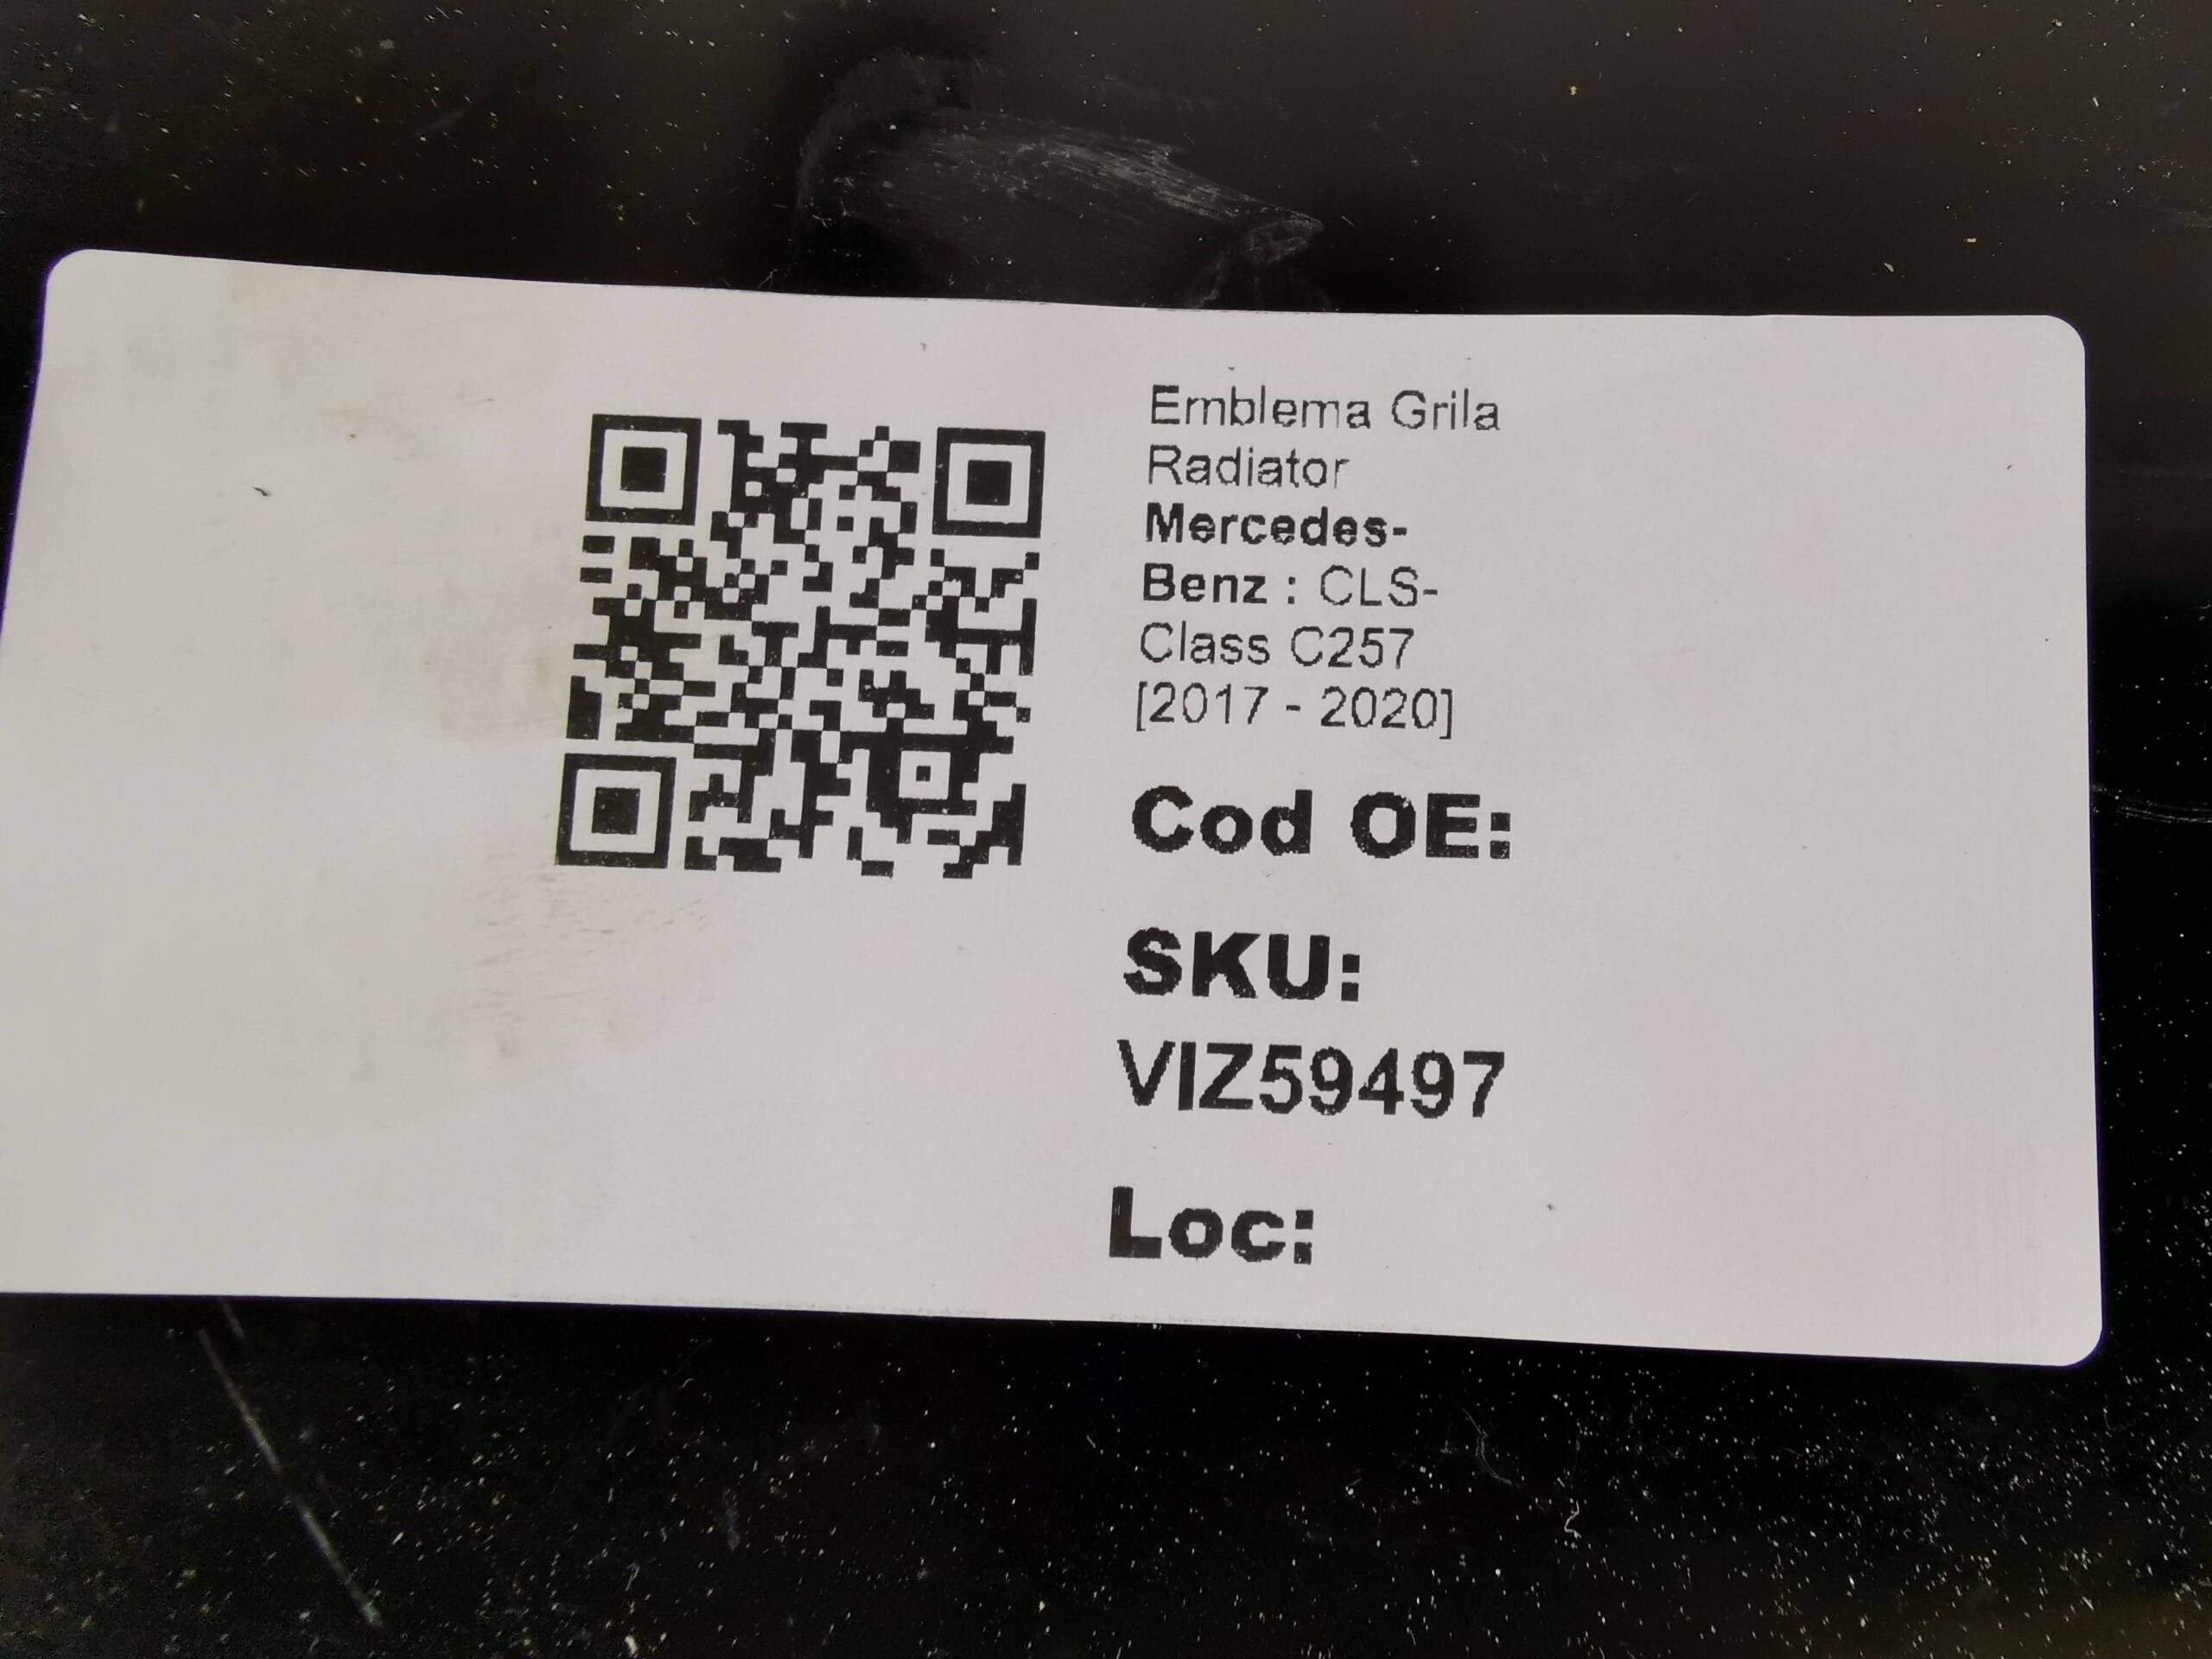 Emblema Grila
Radiator
Mercedes-
Benz : CLS-
Class C257
[2017 - 2020]
Cod OE:
SKU:
VIZ59497
Loc: